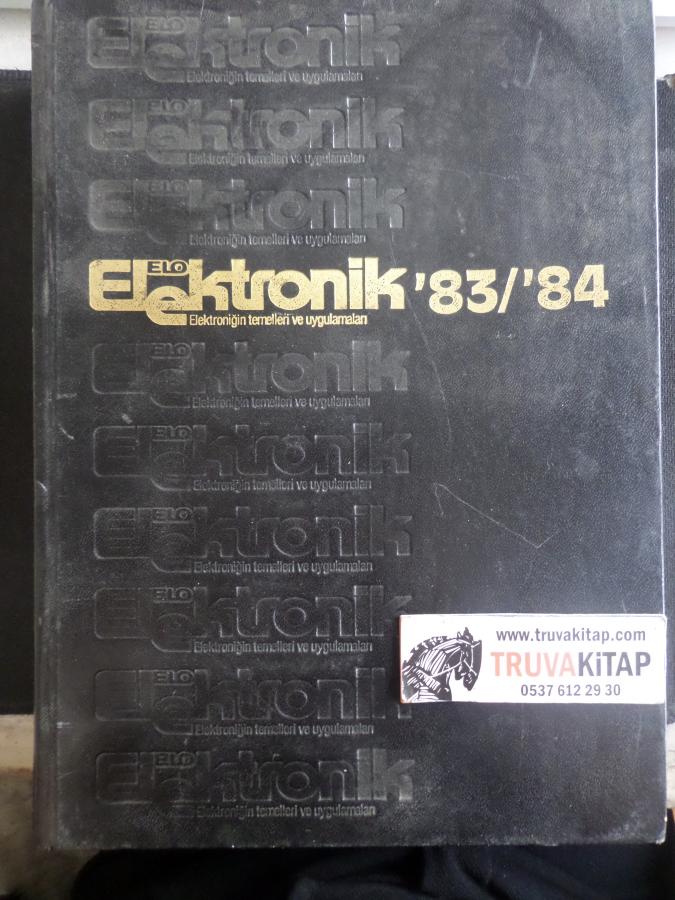 ELO
Elektronik
Elektroniğin temelleri ve uygulamaları
ELO
Elektronik
Elektroniğin temelleri ve uygulamaları
ELO
Elektronik
Elektroniğin temelleri ve uygulamaları
ELO
Elektronik '83/'84
Elektroniğin temelleri ve uygulamaları
ELO
Elektronik
Elektroniğin temelleri ve uygulamaları
ELO
Elektronik
Elektroniğin temelleri ve uygulamaları
ELO
Elektronik
Elektroniğin temelleri ve uygulamaları
ELO
Elektronik
Elektroniğin temelleri ve uygulamaları
www.truvakitap.com
TRUVAKiTAP
0537 612 29 30
ELO
Elektronik
Elektroniğin temelleri ve uygulamaları
ELO
Elektronik
Elektroniğin temelleri ve uygulamaları